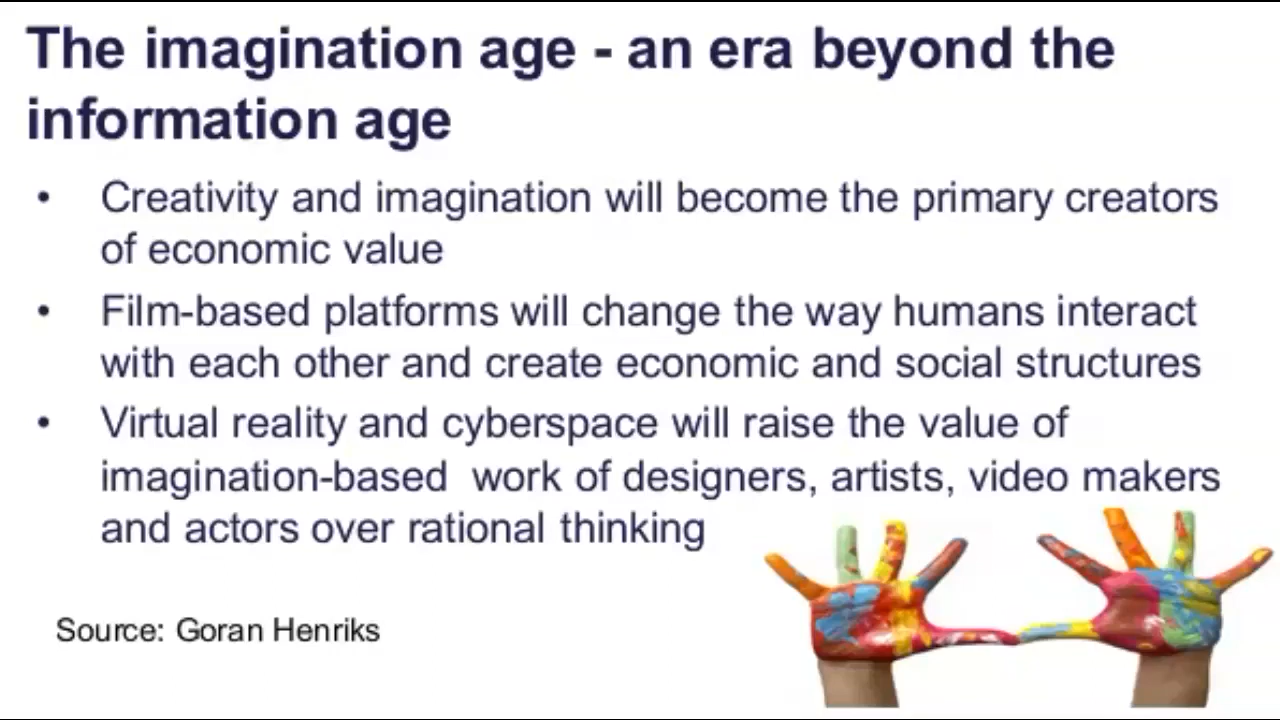 The imagination age - an era beyond the
information age
• Creativity and imagination will become the primary creators
of economic value
• Film-based platforms will change the way humans interact
with each other and create economic and social structures
• Virtual reality and cyberspace will raise the value of
imagination-based  work of designers, artists, video makers
and actors over rational thinking
Source: Goran Henriks